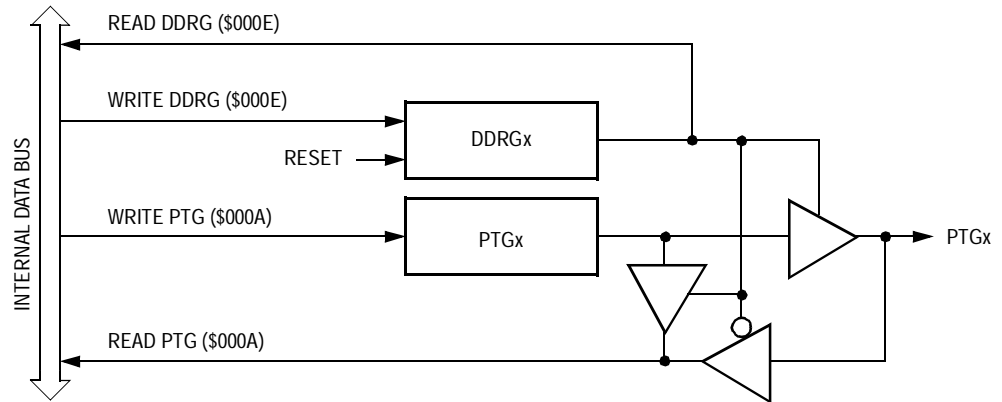 READ DDRG ($000E)
WRITE DDRG ($000E)
DDRGx
RESET
INTERNAL DATA BUS
WRITE PTG ($000A)
PTGx
PTGx
READ PTG ($000A)